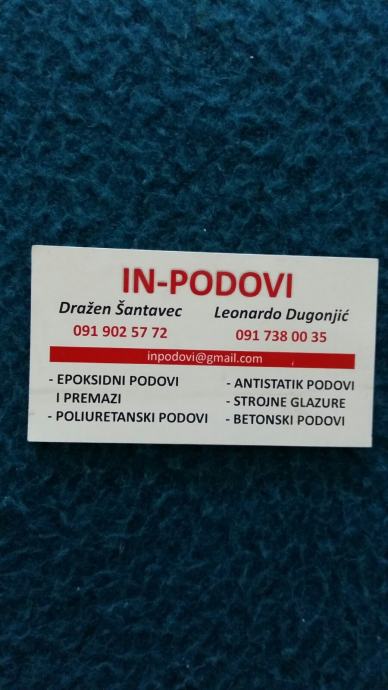 IN-PODOVI
Dražen Šantavec
091 902 57 72
Leonardo Dugonjić
091 738 00 35
inpodovi@gmail.com
- EPOKSIDNI PODOVI
I PREMAZI
- POLIURETANSKI PODOVI
- ANTISTATIK PODOVI
- STROJNE GLAZURE
- BETONSKI PODOVI